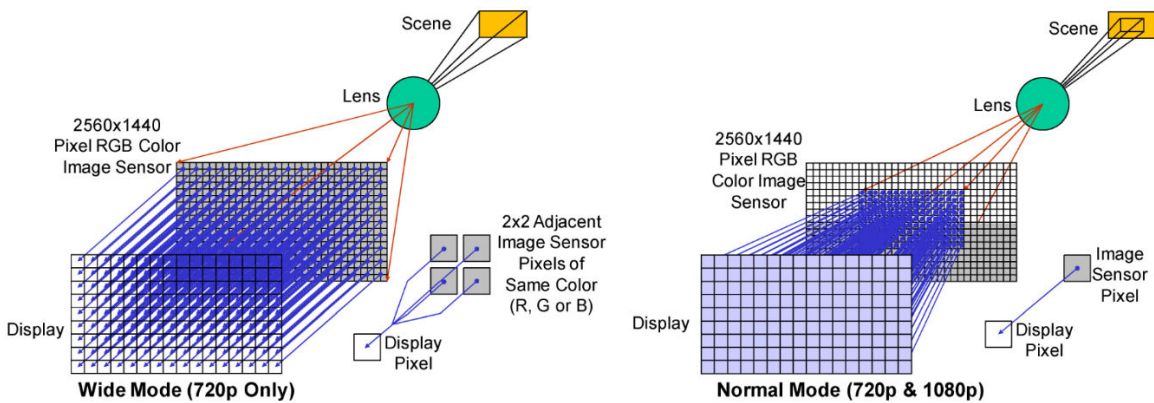 Scene
Lens
2560x1440
Pixel RGB Color
Image Sensor
2x2 Adjacent
Image Sensor
Pixels of
Same Color
(R, G or B)
Display
Display
Pixel
Wide Mode (720p Only)
Scene
Lens
2560x1440
Pixel RGB
Color Image
Sensor
Image
Sensor
Pixel
Display
Display
Pixel
Normal Mode (720p & 1080p)